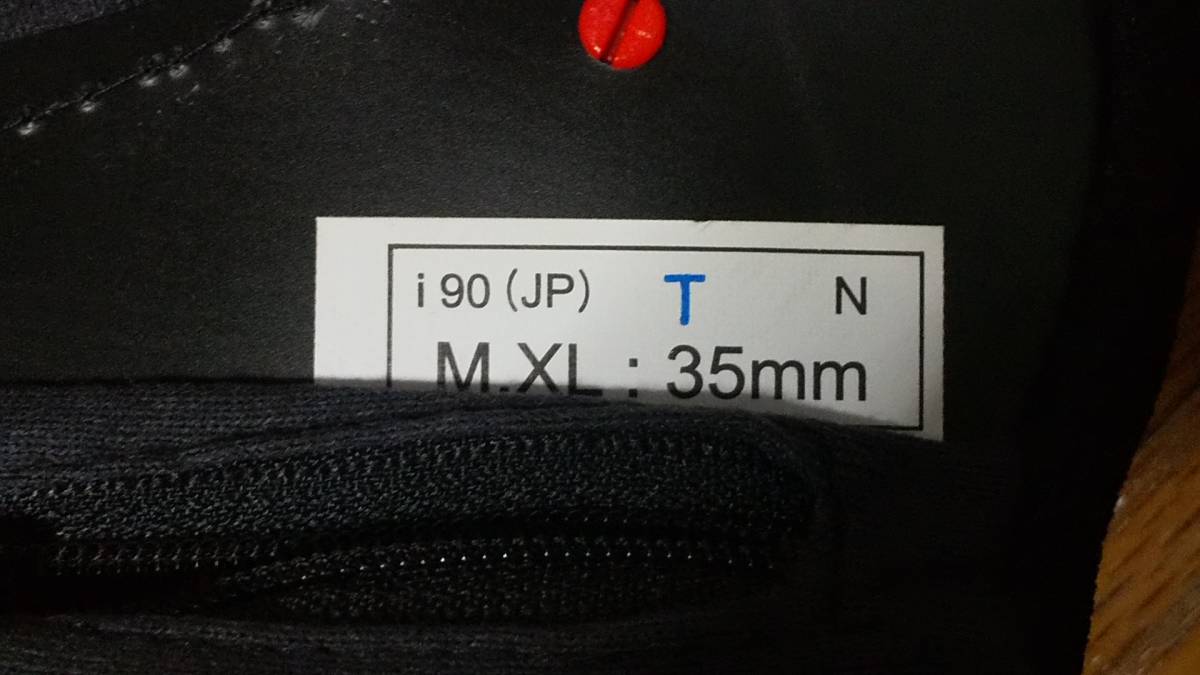 i 90 (JP) T N
M.XL : 35mm